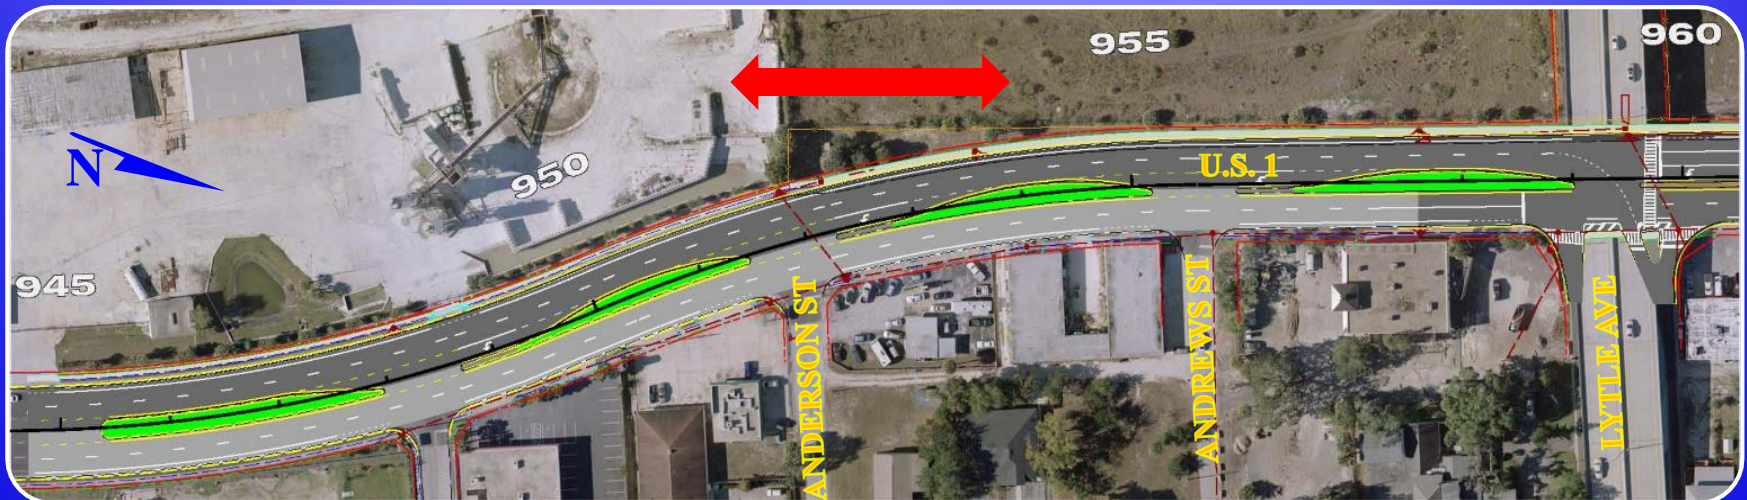 955
960
N
950
U.S. 1
945
ANDERSON ST
ANDREWS ST
LYTLE AVE